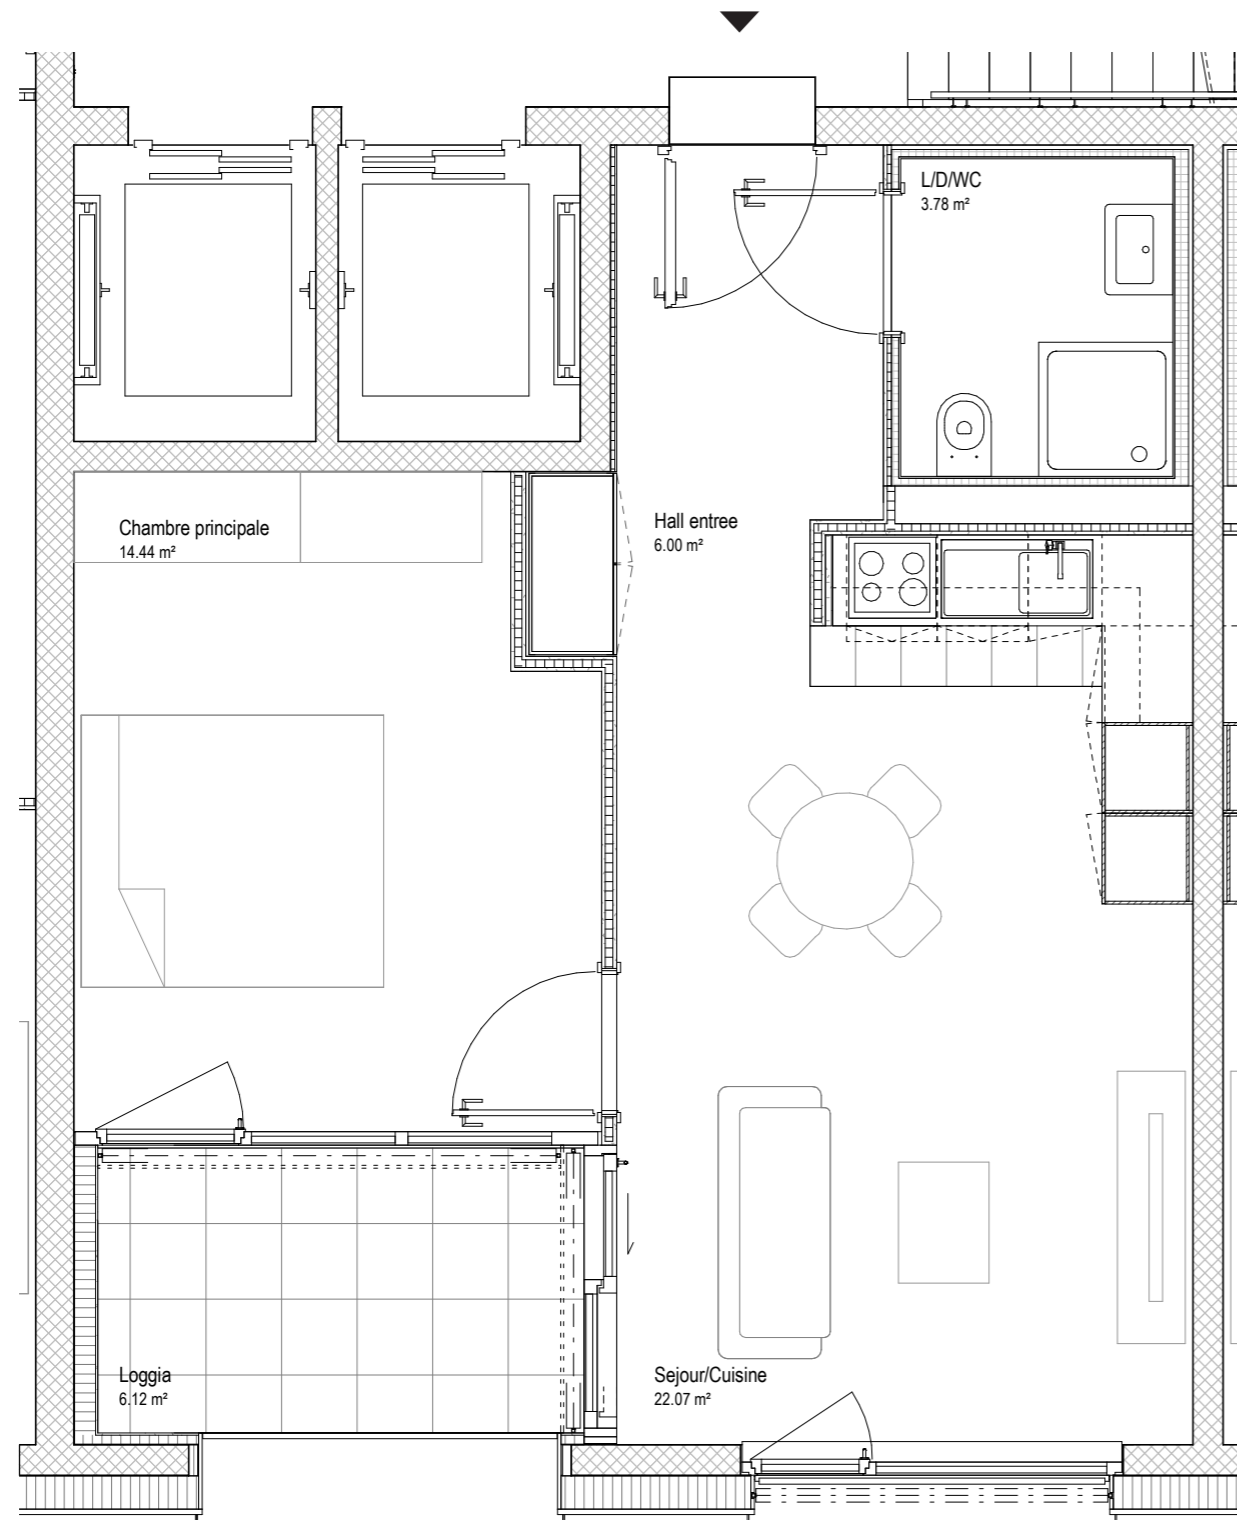 L/D/WC
3.78 m²
Chambre principale
14.44 m²
Hall entree
6.00 m²
Loggia
6.12 m²
Sejour/Cuisine
22.07 m²